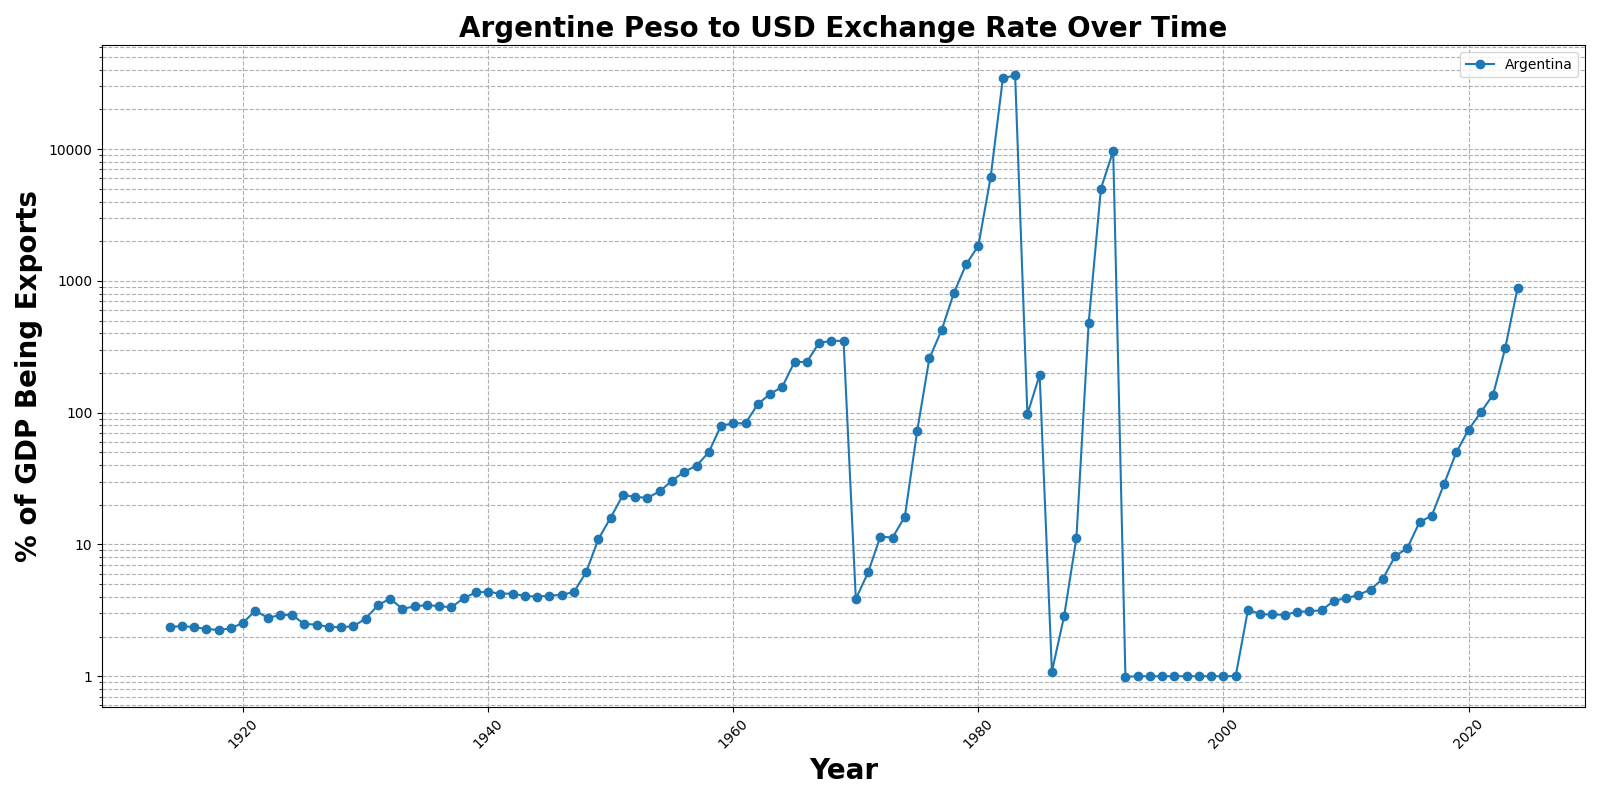 Argentine Peso to USD Exchange Rate Over Time
Argentina
% of GDP Being Exports
10000
1000
100
10
1
1920
1940
1960
1980
2000
2020
Year